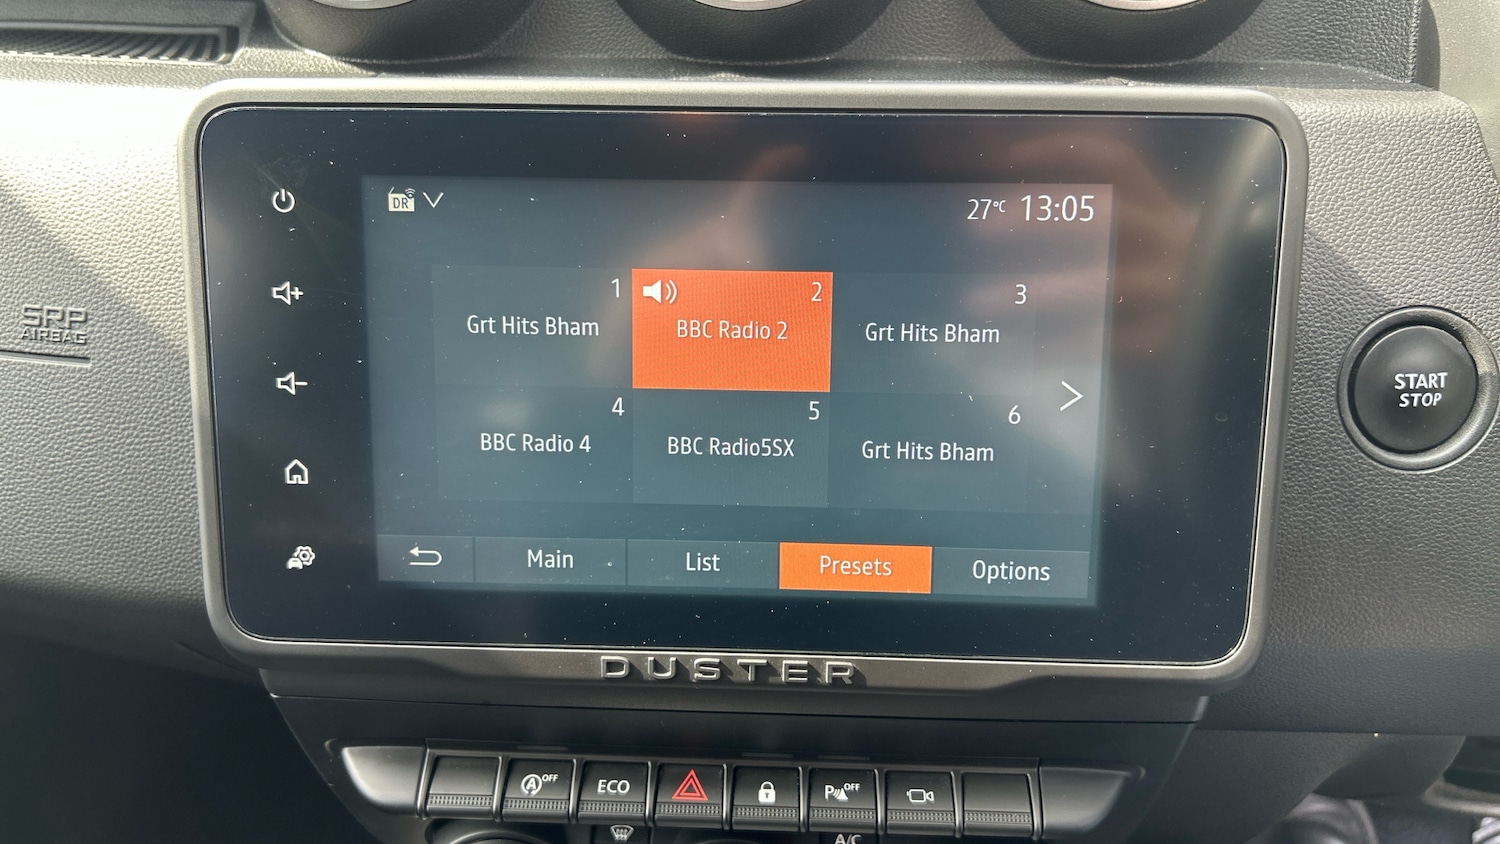 DR
27°C 13:05
1
Grt Hits Bham
2
BBC Radio 2
3
Grt Hits Bham
4
BBC Radio 4
5
BBC Radio5SX
6
Grt Hits Bham
Main
List
Presets
Options
SRP
AIRBAG
START
STOP
DUSTER
A OFF
ECO
P OFF
A/C